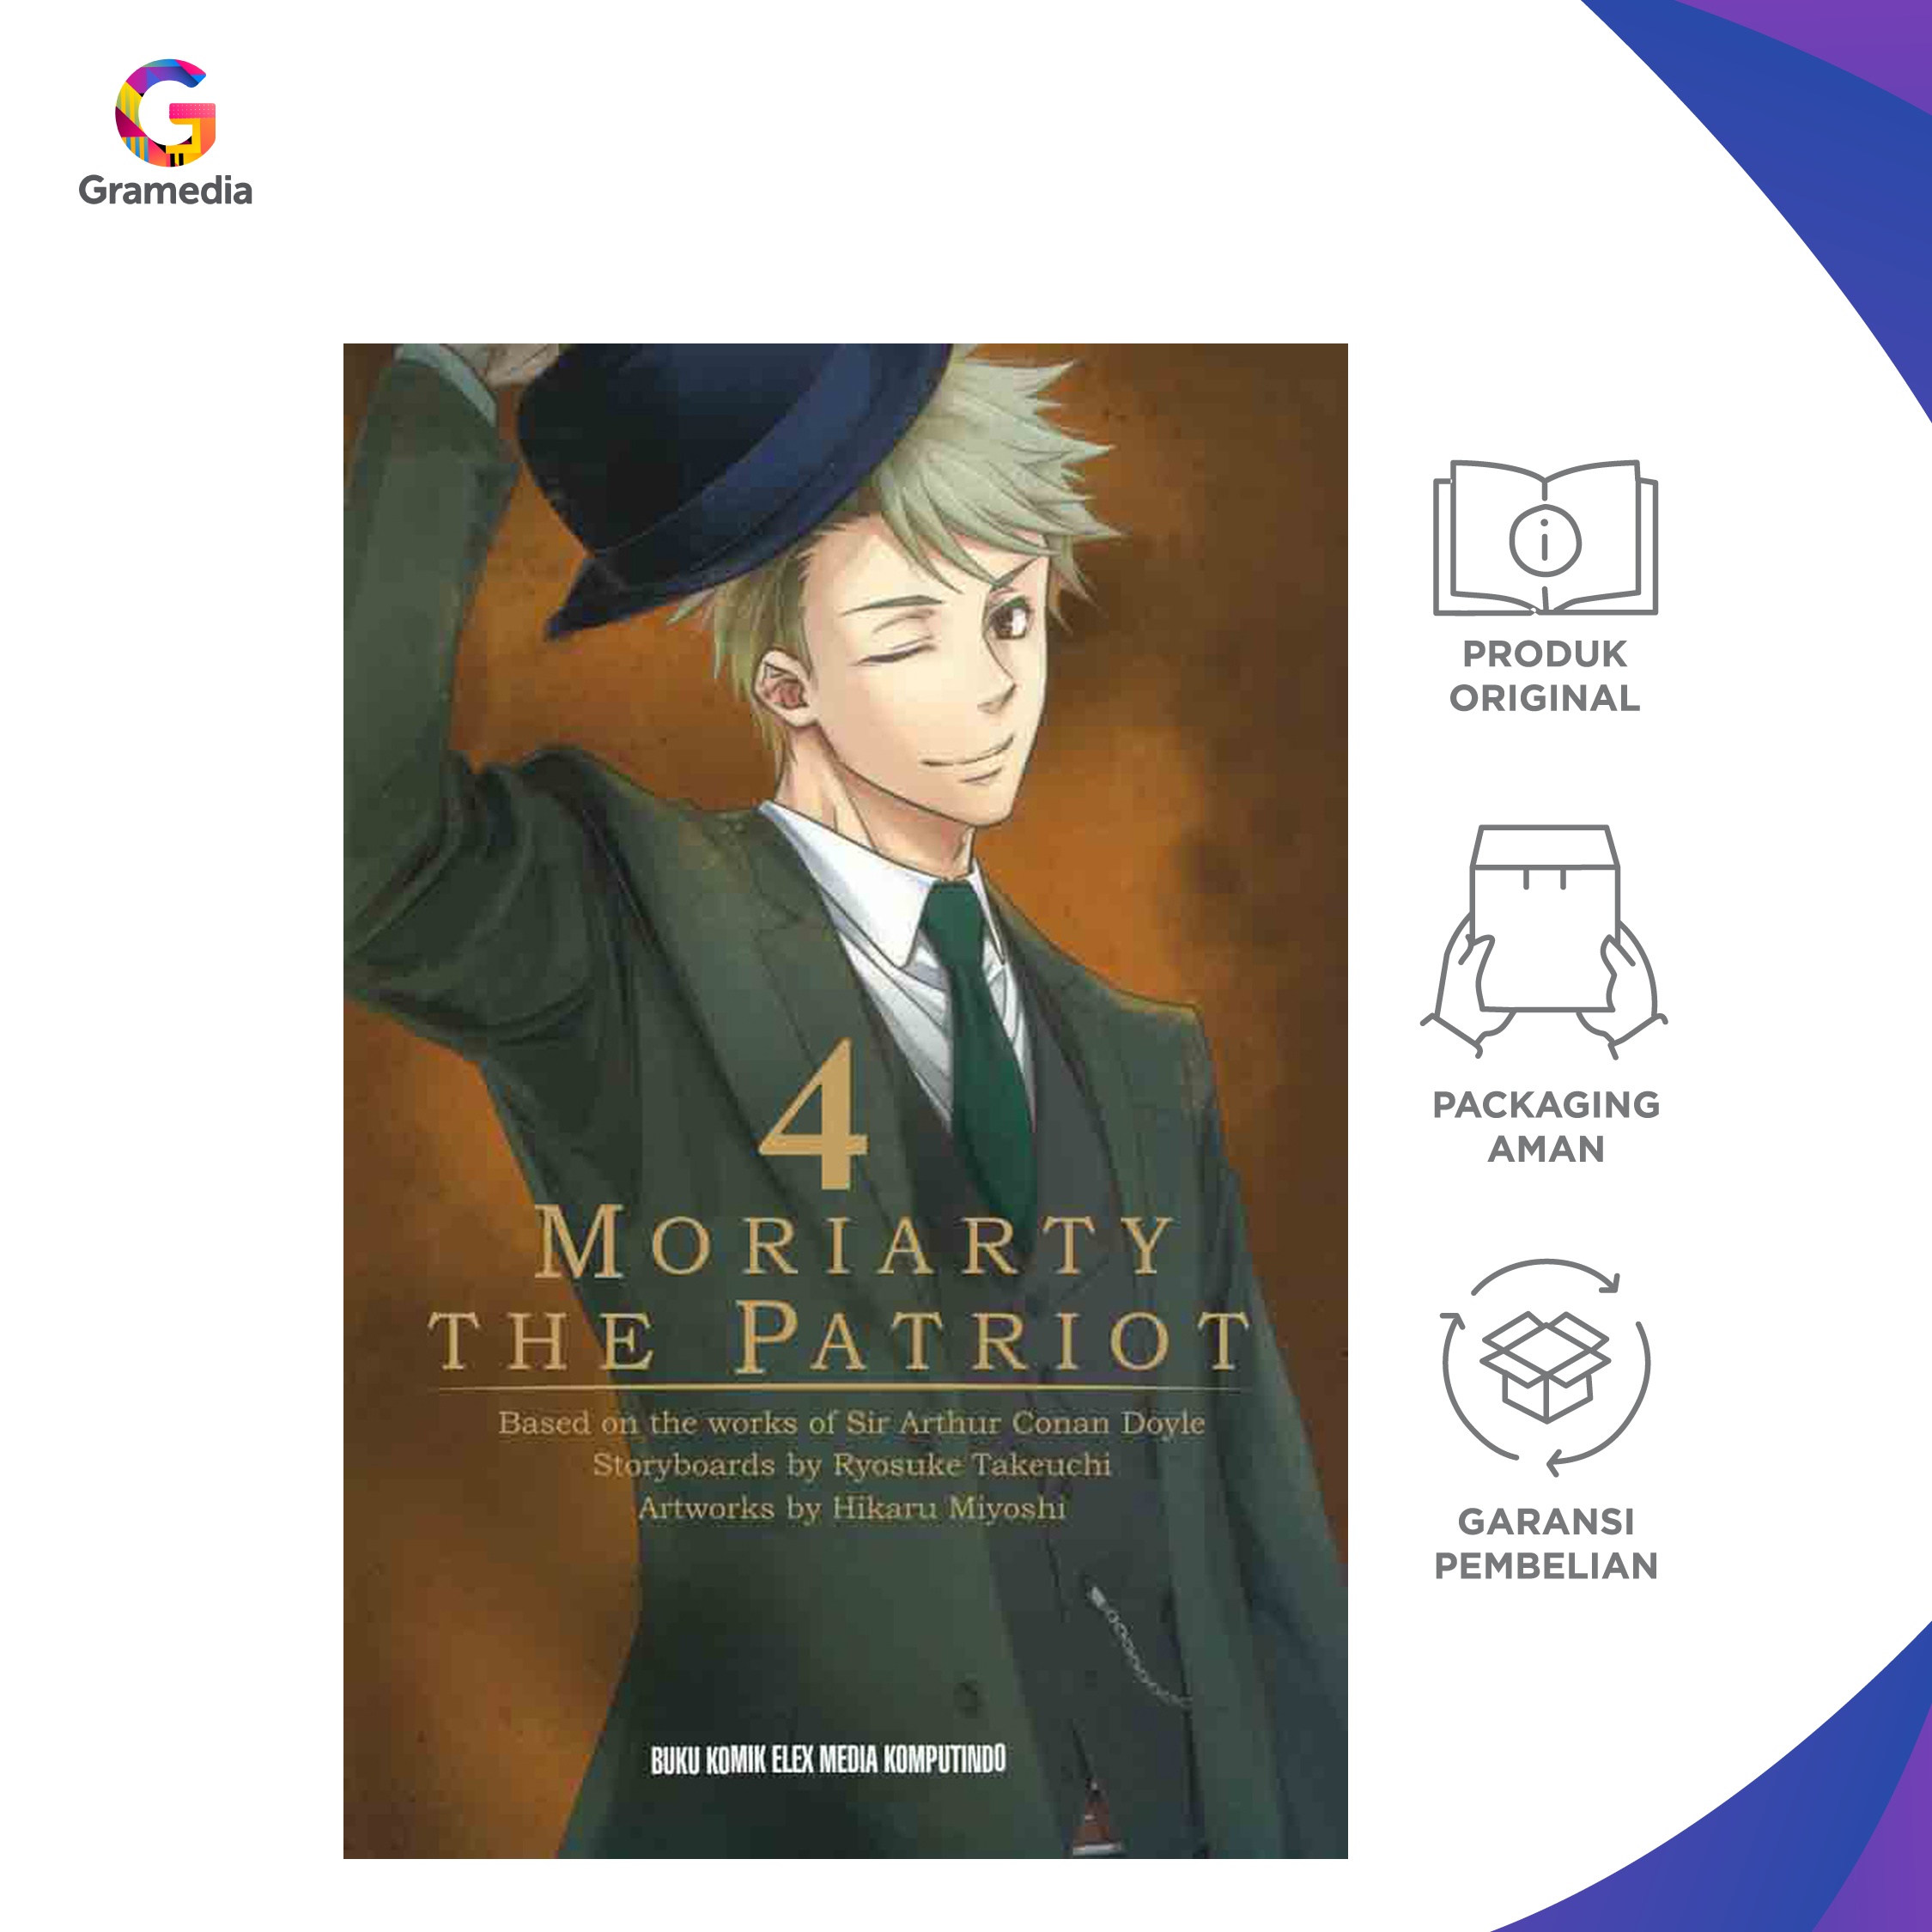 Gramedia
4
MORIARTY
THE PATRIOT
Based on the works of Sir Arthur Conan Doyle
Storyboards by Ryosuke Takeuchi
Artworks by Hikaru Miyoshi
BUKU KOMIK ELEX MEDIA KOMPUTINDO
PRODUK
ORIGINAL
PACKAGING
AMAN
GARANSI
PEMBELIAN